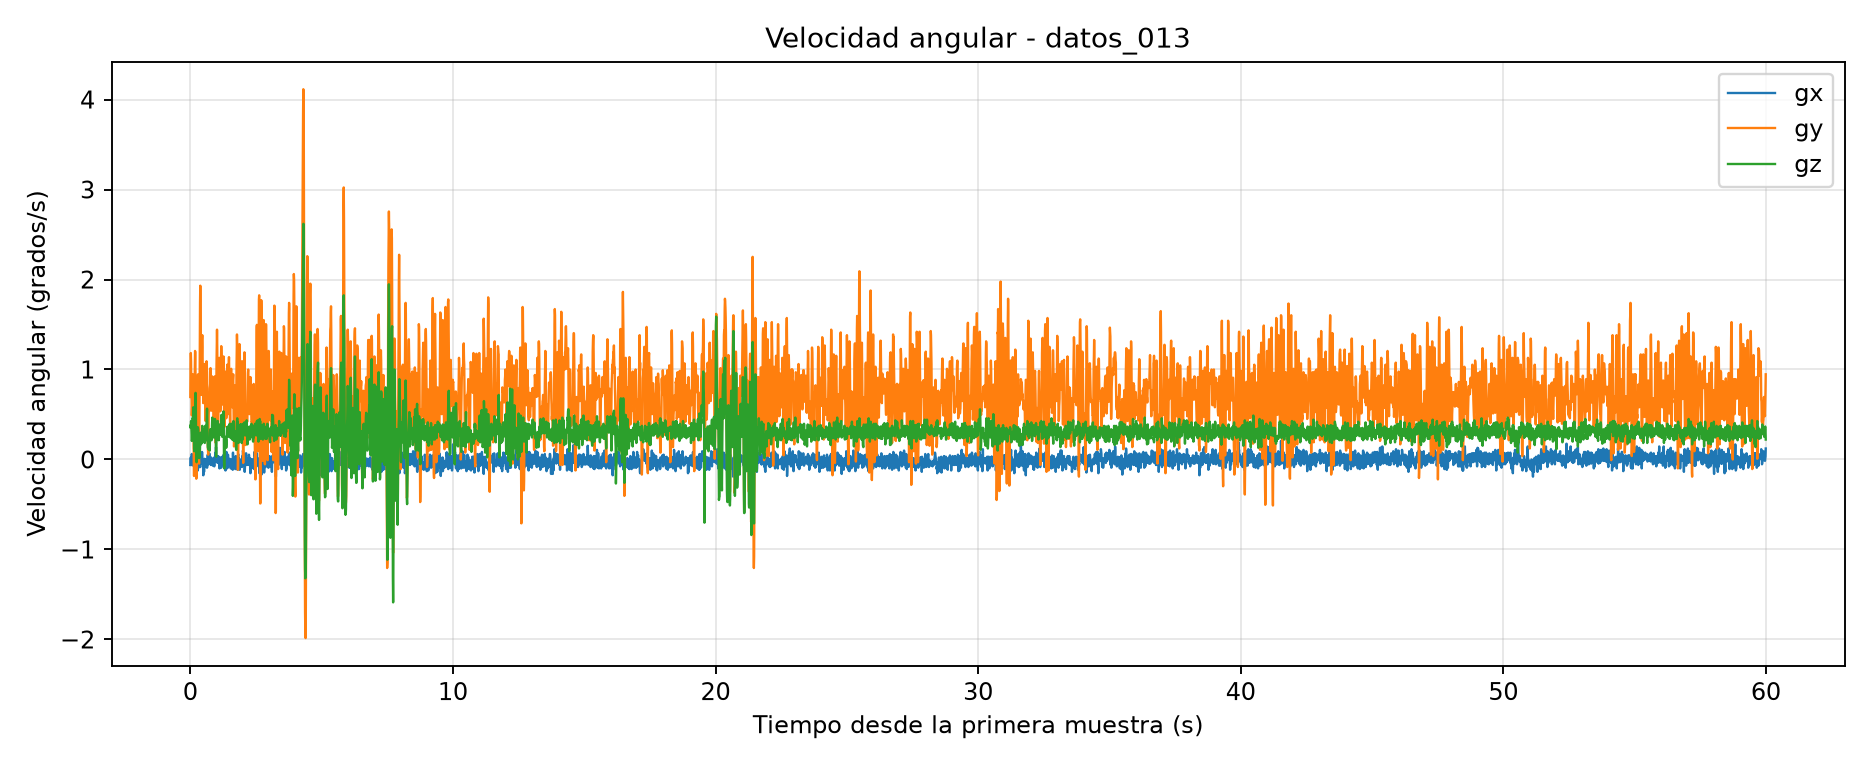 Velocidad angular - datos_013
gx
gy
gz
Velocidad angular (grados/s)
4
3
2
1
0
−1
−2
0 10 20 30 40 50 60
Tiempo desde la primera muestra (s)